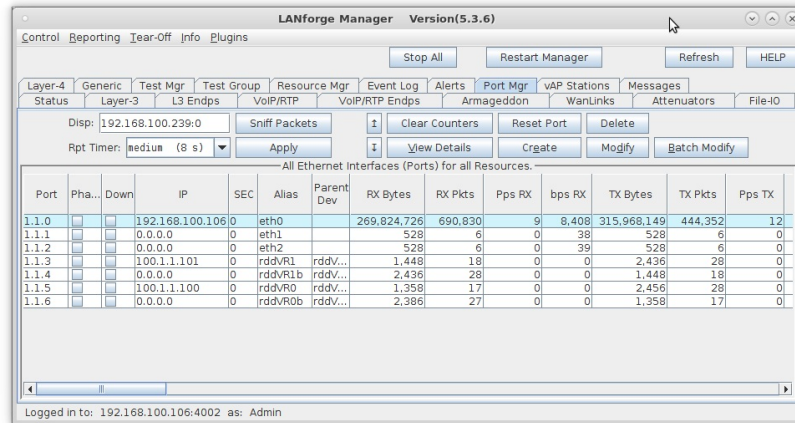 LANforge Manager Version(5.3.6)
Control Reporting Tear-Off Info Plugins
Stop All Restart Manager Refresh HELP
Layer-4 Generic Test Mgr Test Group Resource Mgr Event Log Alerts Port Mgr vAP Stations Messages
Status Layer-3 L3 Endps VoIP/RTP VoIP/RTP Endps Armageddon WanLinks Attenuators File-IO
Disp: 192.168.100.239:0 Sniff Packets ↥ Clear Counters Reset Port Delete
Rpt Timer: medium (8 s) Apply ↧ View Details Create Modify Batch Modify
All Ethernet Interfaces (Ports) for all Resources.
Port Pha... Down IP SEC Alias Parent Dev RX Bytes RX Pkts Pps RX bps RX TX Bytes TX Pkts Pps TX
1.1.0 192.168.100.106 0 eth0 269,824,726 690,830 9 8,408 315,968,149 444,352 12
1.1.1 0.0.0.0 0 eth1 528 6 0 38 528 6 0
1.1.2 0.0.0.0 0 eth2 528 6 0 39 528 6 0
1.1.3 100.1.1.101 0 rddVR1 rddV... 1,448 18 0 0 2,436 28 0
1.1.4 0.0.0.0 0 rddVR1b rddV... 2,436 28 0 0 1,448 18 0
1.1.5 100.1.1.100 0 rddVR0 rddV... 1,358 17 0 0 2,456 28 0
1.1.6 0.0.0.0 0 rddVR0b rddV... 2,386 27 0 0 1,358 17 0
Logged in to: 192.168.100.106:4002 as: Admin